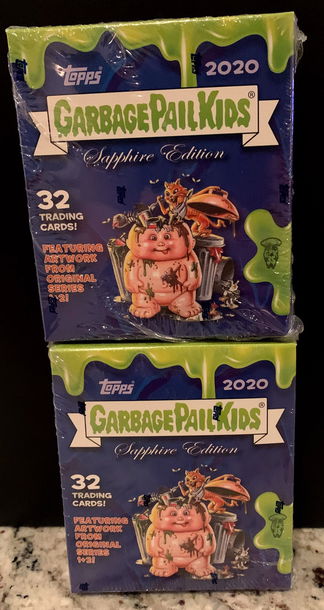 Topps 2020
GARBAGE PAIL KIDS®
Sapphire Edition
32
TRADING
CARDS!
FEATURING
ARTWORK
FROM
ORIGINAL
SERIES
1+2!
Topps 2020
GARBAGE PAIL KIDS®
Sapphire Edition
32
TRADING
CARDS!
FEATURING
ARTWORK
FROM
ORIGINAL
SERIES
1+2!